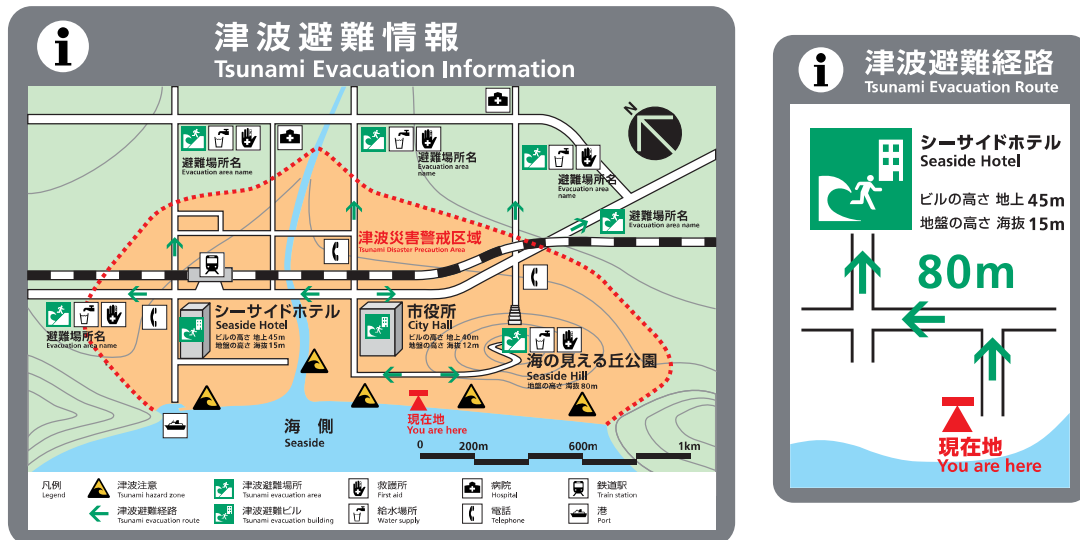 津波避難情報
Tsunami Evacuation Information
N
避難場所名
Evacuation area name
避難場所名
Evacuation area
name
避難場所名
Evacuation area
name
避難場所名
Evacuation area name
津波災害警戒区域
Tsunami Disaster Precaution Area
避難場所名
Evacuation area name
シーサイドホテル
Seaside Hotel
ビルの高さ 地上45m
地盤の高さ 海抜15m
市役所
City Hall
ビルの高さ 地上40m
地盤の高さ 海抜12m
海の見える丘公園
Seaside Hill
地盤の高さ 海抜80m
現在地
You are here
海側
Seaside
0 200m 600m 1km
凡例
Legend
津波注意
Tsunami hazard zone
津波避難場所
Tsunami evacuation area
救護所
First aid
病院
Hospital
鉄道駅
Train station
津波避難経路
Tsunami evacuation route
津波避難ビル
Tsunami evacuation building
給水場所
Water supply
電話
Telephone
港
Port
津波避難経路
Tsunami Evacuation Route
シーサイドホテル
Seaside Hotel
ビルの高さ 地上45m
地盤の高さ 海抜15m
80m
現在地
You are here